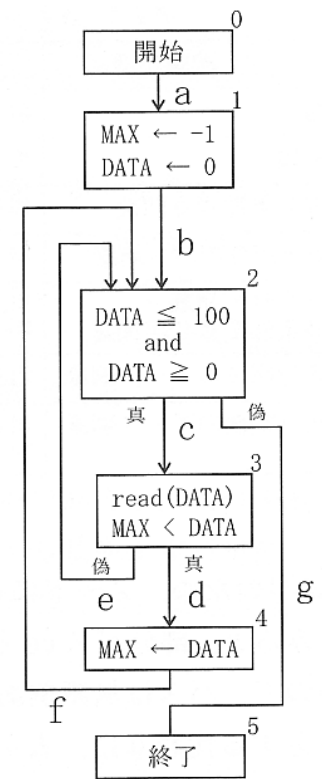 0
開始
a
1
MAX ← -1
DATA ← 0
b
2
DATA ≦ 100
and
DATA ≧ 0
真
偽
c
3
read(DATA)
MAX < DATA
偽
真
e
d
g
4
MAX ← DATA
f
5
終了